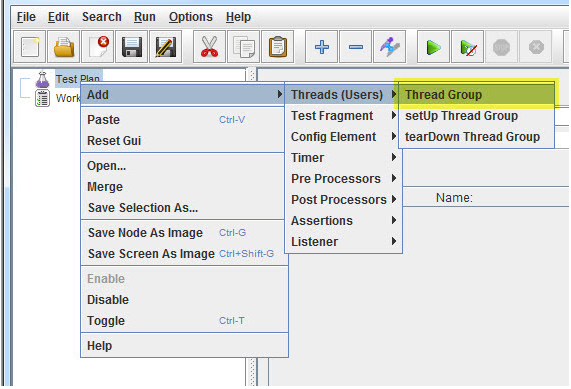 File Edit Search Run Options Help
Test Plan
Work
Add
Paste Ctrl-V
Reset Gui
Open...
Merge
Save Selection As...
Save Node As Image Ctrl-G
Save Screen As Image Ctrl+Shift-G
Enable
Disable
Toggle Ctrl-T
Help
Threads (Users)
Test Fragment
Config Element
Timer
Pre Processors
Post Processors
Assertions
Listener
Thread Group
setUp Thread Group
tearDown Thread Group
Name: